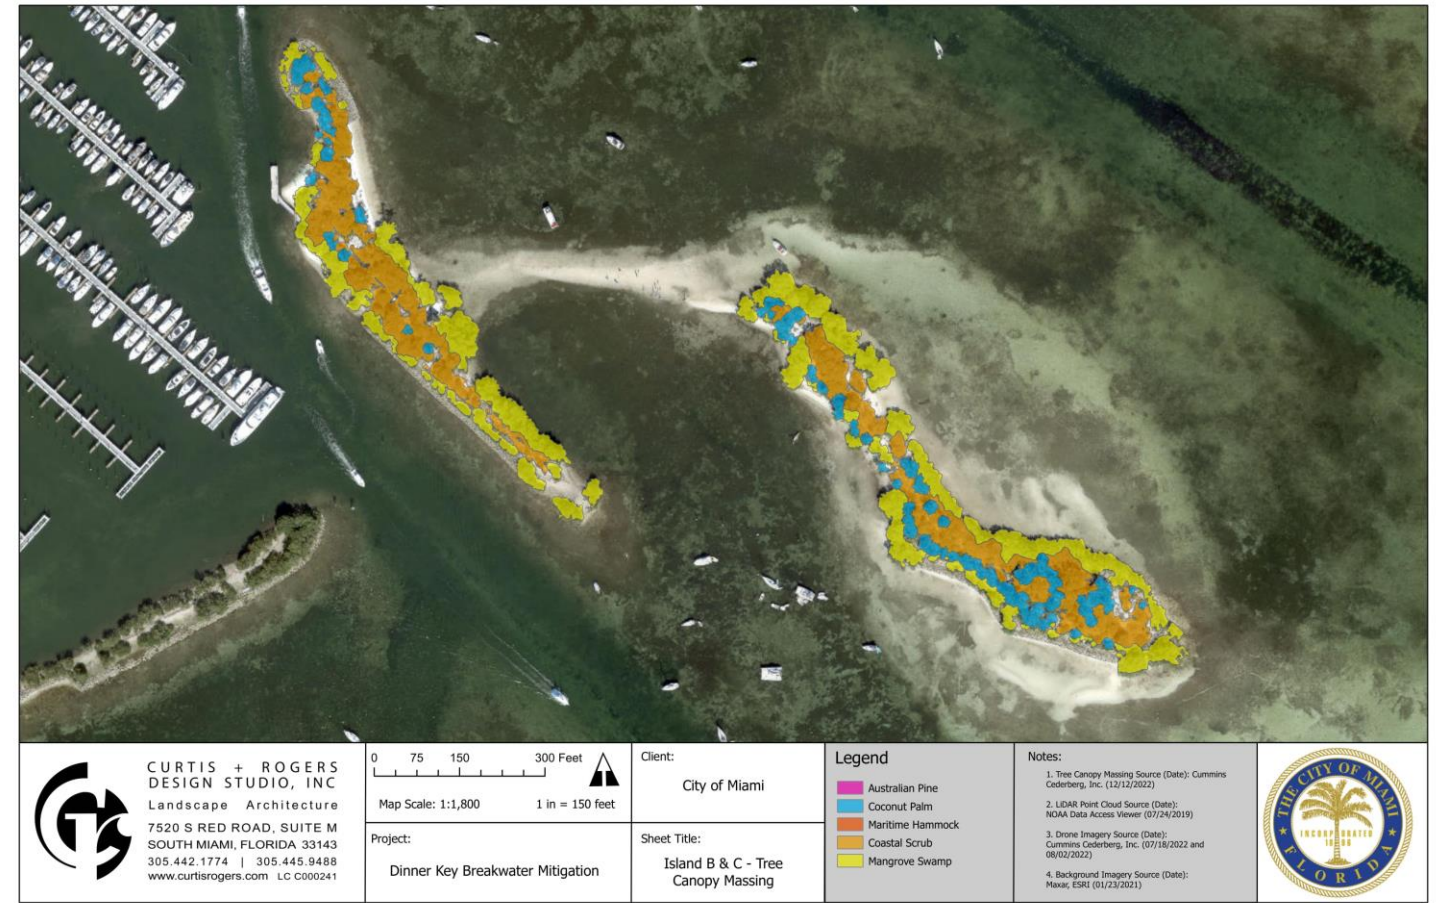 CURTIS + ROGERS
DESIGN STUDIO, INC
Landscape Architecture
7520 S RED ROAD, SUITE M
SOUTH MIAMI, FLORIDA 33143
305.442.1774 | 305.445.9488
www.curtisrogers.com LC C000241
0 75 150 300 Feet
Map Scale: 1:1,800 1 in = 150 feet
Project:
Dinner Key Breakwater Mitigation
Client:
City of Miami
Sheet Title:
Island B & C - Tree
Canopy Massing
Legend
Australian Pine
Coconut Palm
Maritime Hammock
Coastal Scrub
Mangrove Swamp
Notes:
1. Tree Canopy Massing Source (Date): Cummins
Cederberg, Inc. (12/12/2022)
2. LiDAR Point Cloud Source (Date):
NOAA Data Access Viewer (07/24/2019)
3. Drone Imagery Source (Date):
Cummins Cederberg, Inc. (07/18/2022 and
08/02/2022)
4. Background Imagery Source (Date):
Maxar, ESRI (01/23/2021)
THE CITY OF MIAMI
INCORPORATED
18 96
FLORIDA